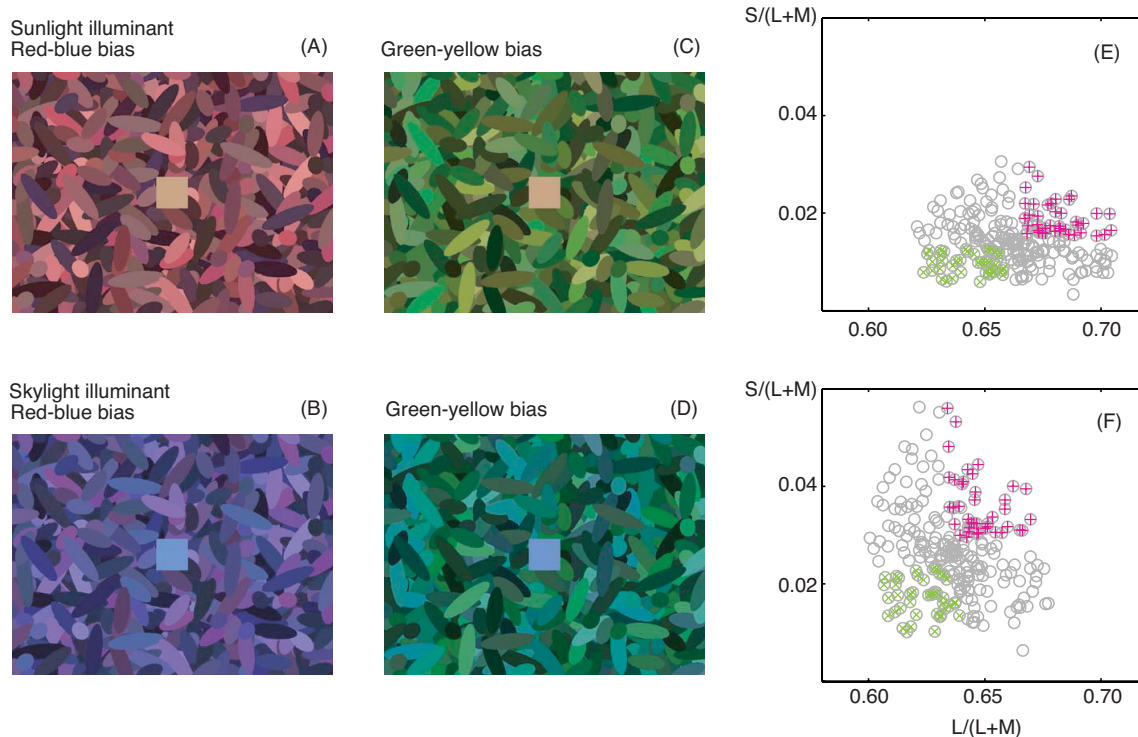 Sunlight illuminant
Red-blue bias
(A)
Green-yellow bias
(C)
S/(L+M)
(E)
0.04
0.02
0.60
0.65
0.70
Skylight illuminant
Red-blue bias
(B)
Green-yellow bias
(D)
S/(L+M)
(F)
0.04
0.02
0.60
0.65
0.70
L/(L+M)